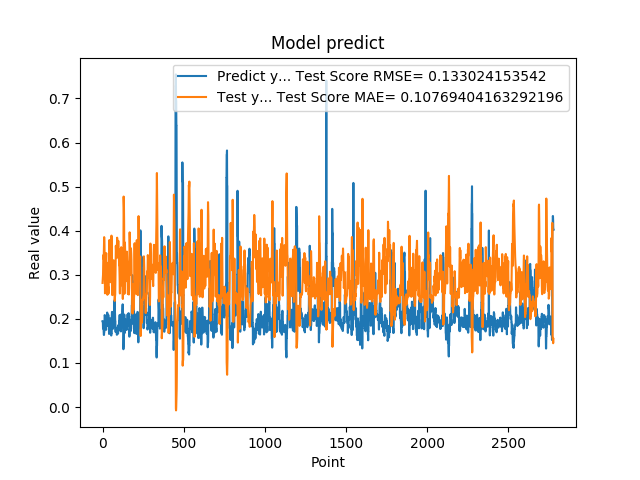 Model predict
Predict y... Test Score RMSE= 0.133024153542
Test y... Test Score MAE= 0.10769404163292196
Real value
0.7
0.6
0.5
0.4
0.3
0.2
0.1
0.0
0 500 1000 1500 2000 2500
Point